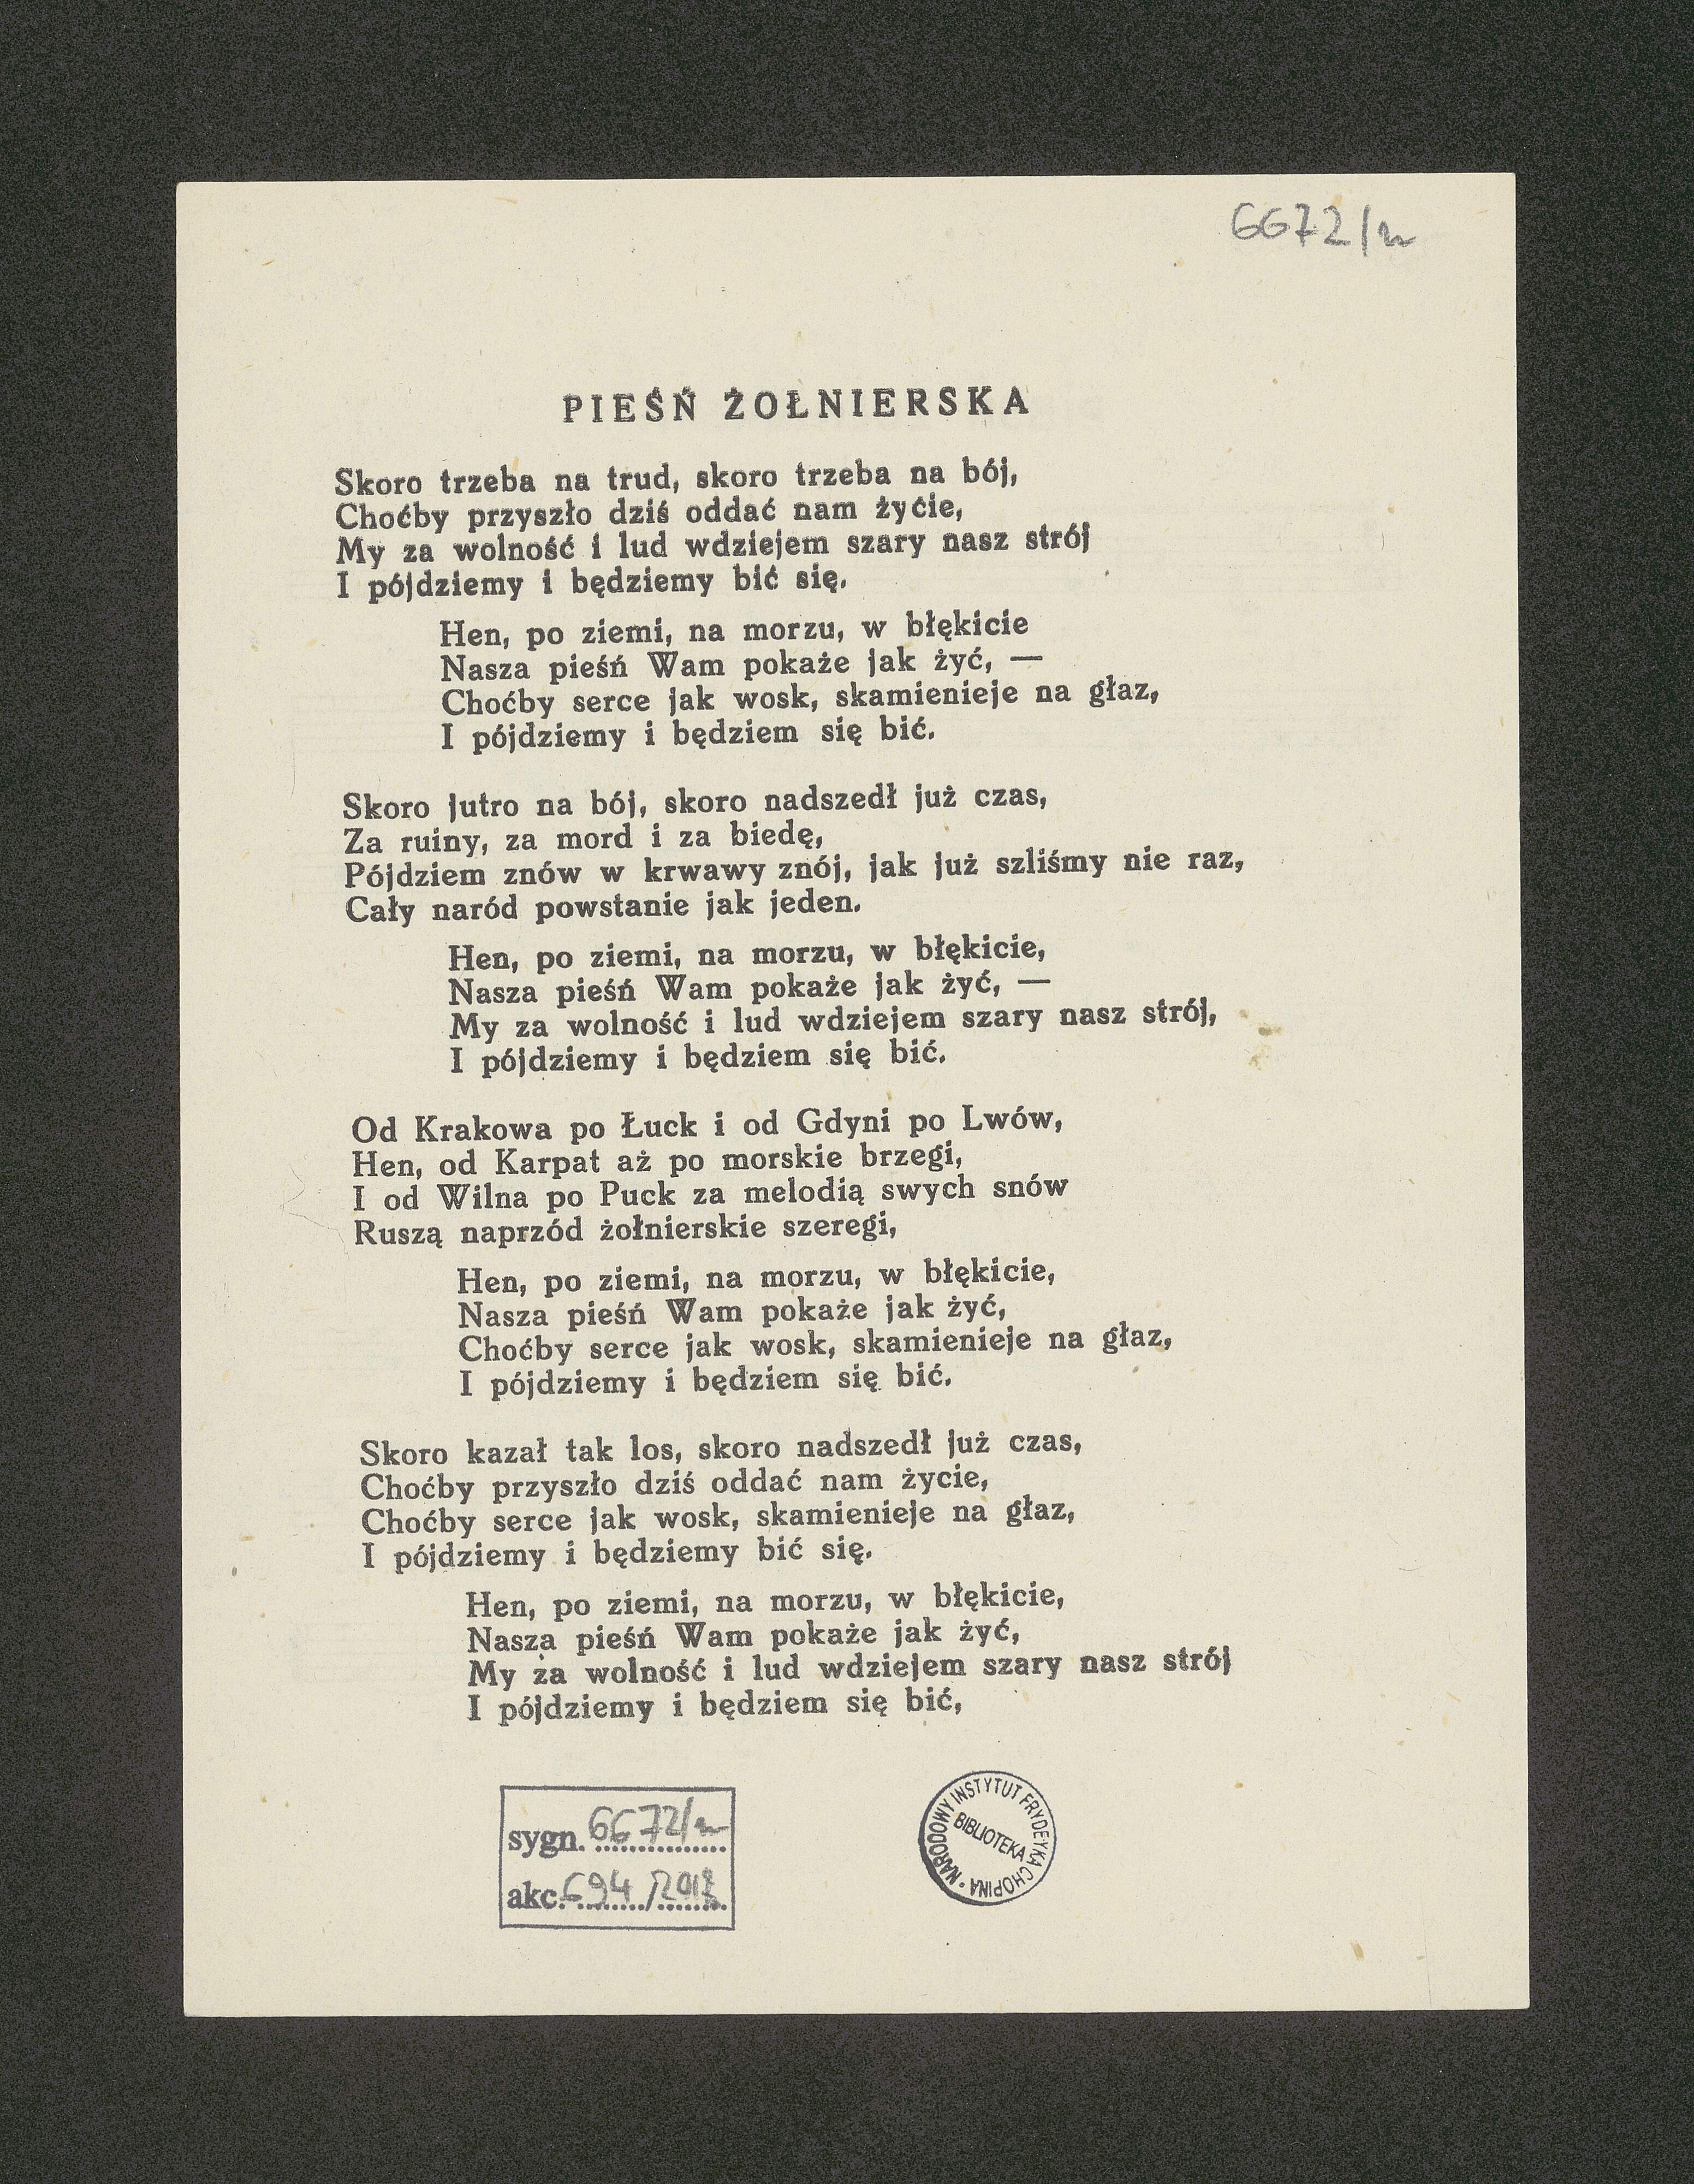 6672/n
PIEŚŃ ŻOŁNIERSKA
Skoro trzeba na trud, skoro trzeba na bój,
Choćby przyszło dziś oddać nam żyćie,
My za wolność i lud wdziejem szary nasz strój
I pójdziemy i będziemy bić się.
Hen, po ziemi, na morzu, w błękicie
Nasza pieśń Wam pokaże jak żyć, —
Choćby serce jak wosk, skamienieje na głaz,
I pójdziemy i będziem się bić.
Skoro jutro na bój, skoro nadszedł już czas,
Za ruiny, za mord i za biedę,
Pójdziem znów w krwawy znój, jak już szliśmy nie raz,
Cały naród powstanie jak jeden.
Hen, po ziemi, na morzu, w błękicie,
Nasza pieśń Wam pokaże jak żyć, —
My za wolność i lud wdziejem szary nasz strój,
I pójdziemy i będziem się bić.
Od Krakowa po Łuck i od Gdyni po Lwów,
Hen, od Karpat aż po morskie brzegi,
I od Wilna po Puck za melodią swych snów
Ruszą naprzód żołnierskie szeregi,
Hen, po ziemi, na morzu, w błękicie,
Nasza pieśń Wam pokaże jak żyć,
Choćby serce jak wosk, skamienieje na głaz,
I pójdziemy i będziem się bić.
Skoro kazał tak los, skoro nadszedł już czas,
Choćby przyszło dziś oddać nam życie,
Choćby serce jak wosk, skamienieje na głaz,
I pójdziemy i będziemy bić się.
Hen, po ziemi, na morzu, w błękicie,
Nasza pieśń Wam pokaże jak żyć,
My za wolność i lud wdziejem szary nasz strój
I pójdziemy i będziem się bić,
sygn. 6672/n
akc. 694/
NARODOWY INSTYTUT FRYDERYKA CHOPINA
BIBLIOTEKA